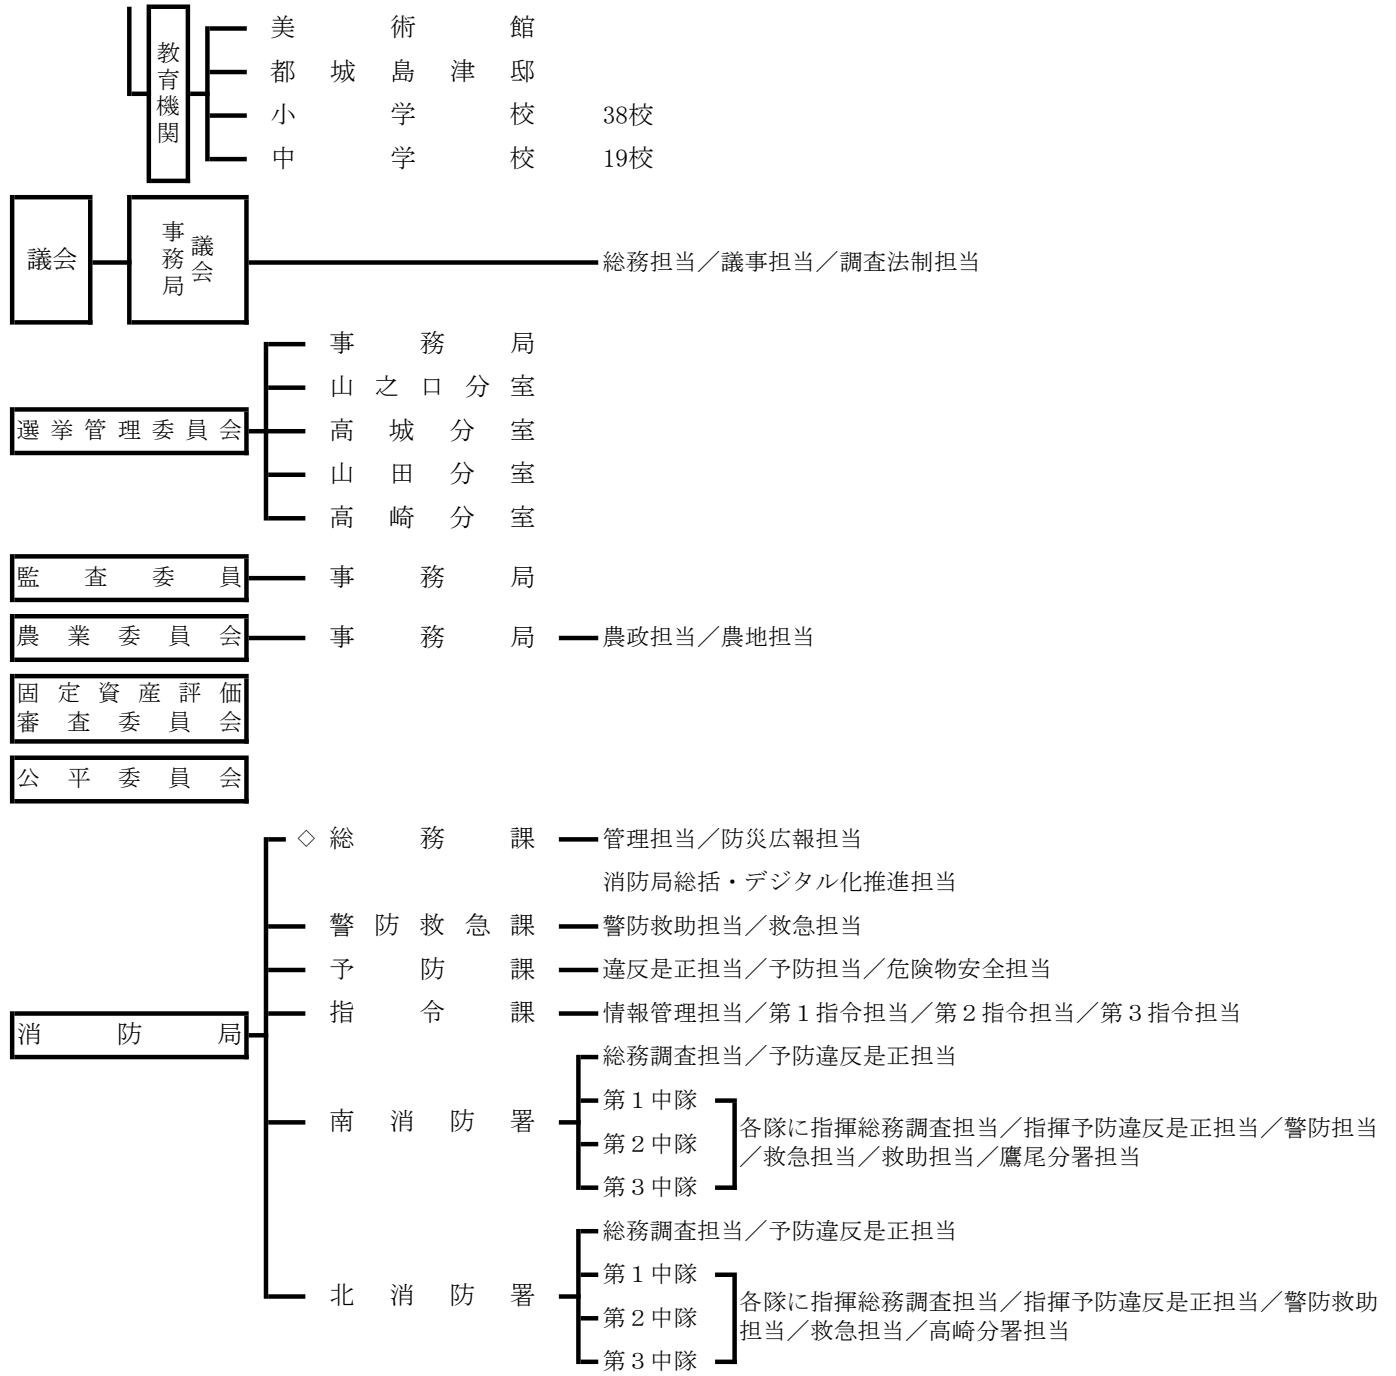 教育機関
美術館
都城島津邸
小学校 38校
中学校 19校
議会
議会事務局
総務担当／議事担当／調査法制担当
選挙管理委員会
事務局
山之口分室
高城分室
山田分室
高崎分室
監査委員 事務局
農業委員会 事務局 農政担当／農地担当
固定資産評価
審査委員会
公平委員会
消防局
◇ 総務課 管理担当／防災広報担当
消防局総括・デジタル化推進担当
警防救急課 警防救助担当／救急担当
予防課 違反是正担当／予防担当／危険物安全担当
指令課 情報管理担当／第１指令担当／第２指令担当／第３指令担当
南消防署
総務調査担当／予防違反是正担当
第１中隊
第２中隊
第３中隊
各隊に指揮総務調査担当／指揮予防違反是正担当／警防担当
／救急担当／救助担当／鷹尾分署担当
北消防署
総務調査担当／予防違反是正担当
第１中隊
第２中隊
第３中隊
各隊に指揮総務調査担当／指揮予防違反是正担当／警防救助
担当／救急担当／高崎分署担当